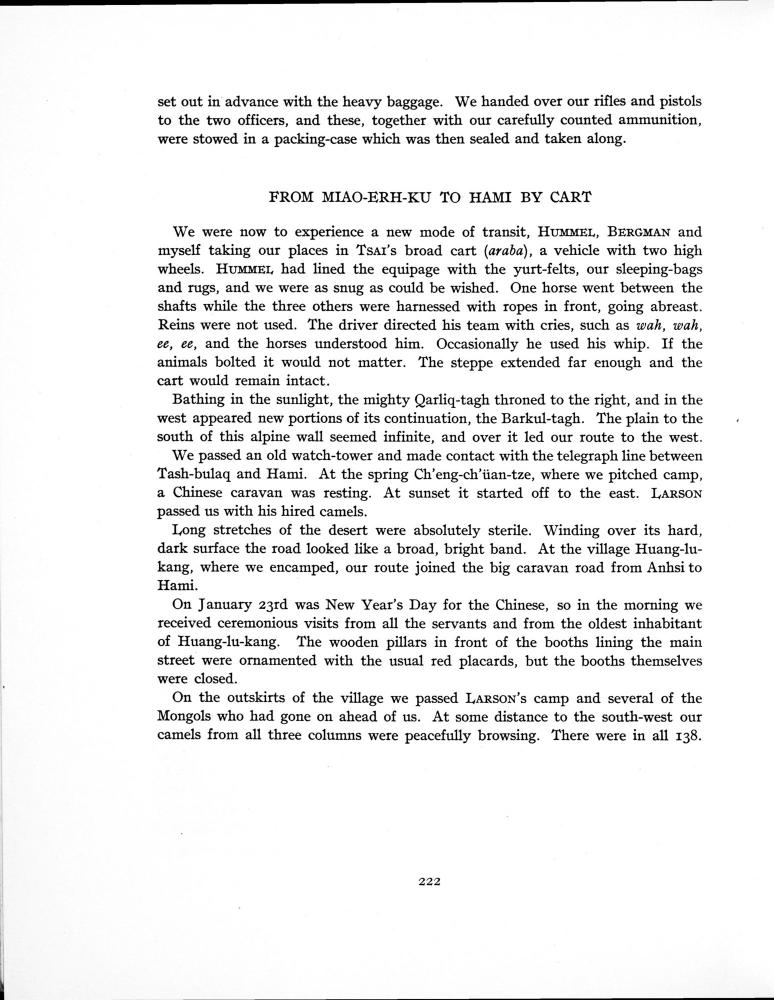 set out in advance with the heavy baggage. We handed over our rifles and pistols
to the two officers, and these, together with our carefully counted ammunition,
were stowed in a packing-case which was then sealed and taken along.
FROM MIAO-ERH-KU TO HAMI BY CART
We were now to experience a new mode of transit, HUMMEL, BERGMAN and
myself taking our places in TSAI's broad cart (araba), a vehicle with two high
wheels. HUMMEL had lined the equipage with the yurt-felts, our sleeping-bags
and rugs, and we were as snug as could be wished. One horse went between the
shafts while the three others were harnessed with ropes in front, going abreast.
Reins were not used. The driver directed his team with cries, such as wah, wah,
ee, ee, and the horses understood him. Occasionally he used his whip. If the
animals bolted it would not matter. The steppe extended far enough and the
cart would remain intact.
Bathing in the sunlight, the mighty Qarliq-tagh throned to the right, and in the
west appeared new portions of its continuation, the Barkul-tagh. The plain to the
south of this alpine wall seemed infinite, and over it led our route to the west.
We passed an old watch-tower and made contact with the telegraph line between
Tash-bulaq and Hami. At the spring Ch'eng-ch'üan-tze, where we pitched camp,
a Chinese caravan was resting. At sunset it started off to the east. LARSON
passed us with his hired camels.
Long stretches of the desert were absolutely sterile. Winding over its hard,
dark surface the road looked like a broad, bright band. At the village Huang-lu-
kang, where we encamped, our route joined the big caravan road from Anhsi to
Hami.
On January 23rd was New Year's Day for the Chinese, so in the morning we
received ceremonious visits from all the servants and from the oldest inhabitant
of Huang-lu-kang. The wooden pillars in front of the booths lining the main
street were ornamented with the usual red placards, but the booths themselves
were closed.
On the outskirts of the village we passed LARSON's camp and several of the
Mongols who had gone on ahead of us. At some distance to the south-west our
camels from all three columns were peacefully browsing. There were in all 138.
222